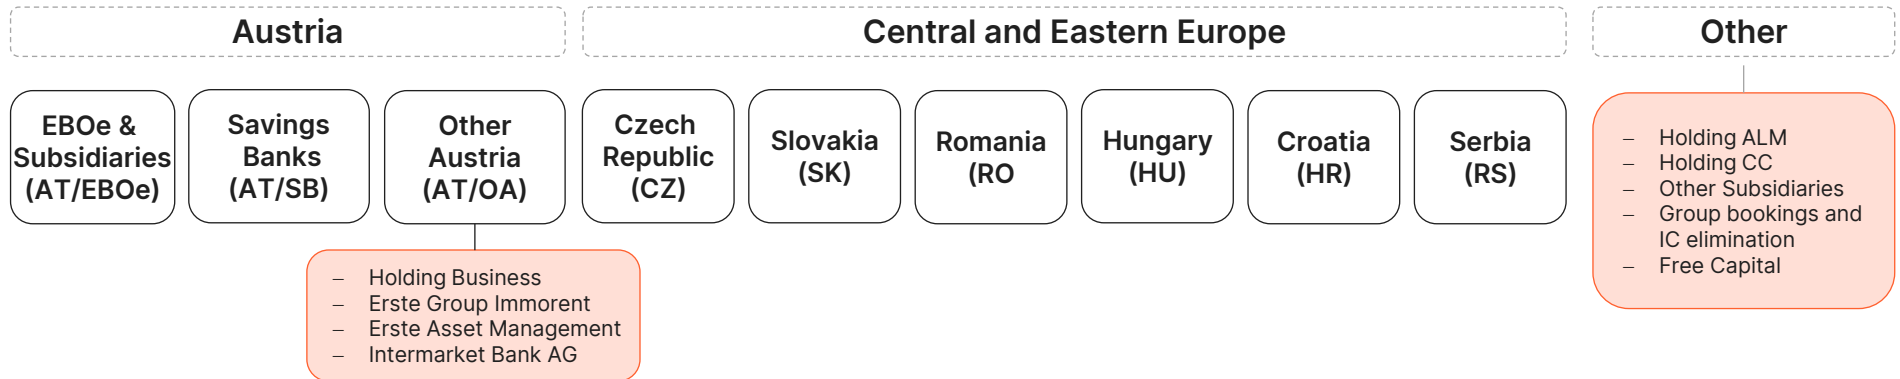 Austria
Central and Eastern Europe
Other
EBOe &
Subsidiaries
(AT/EBOe)
Savings
Banks
(AT/SB)
Other
Austria
(AT/OA)
Czech
Republic
(CZ)
Slovakia
(SK)
Romania
(RO
Hungary
(HU)
Croatia
(HR)
Serbia
(RS)
– Holding ALM
– Holding CC
– Other Subsidiaries
– Group bookings and
IC elimination
– Free Capital
– Holding Business
– Erste Group Immorent
– Erste Asset Management
– Intermarket Bank AG